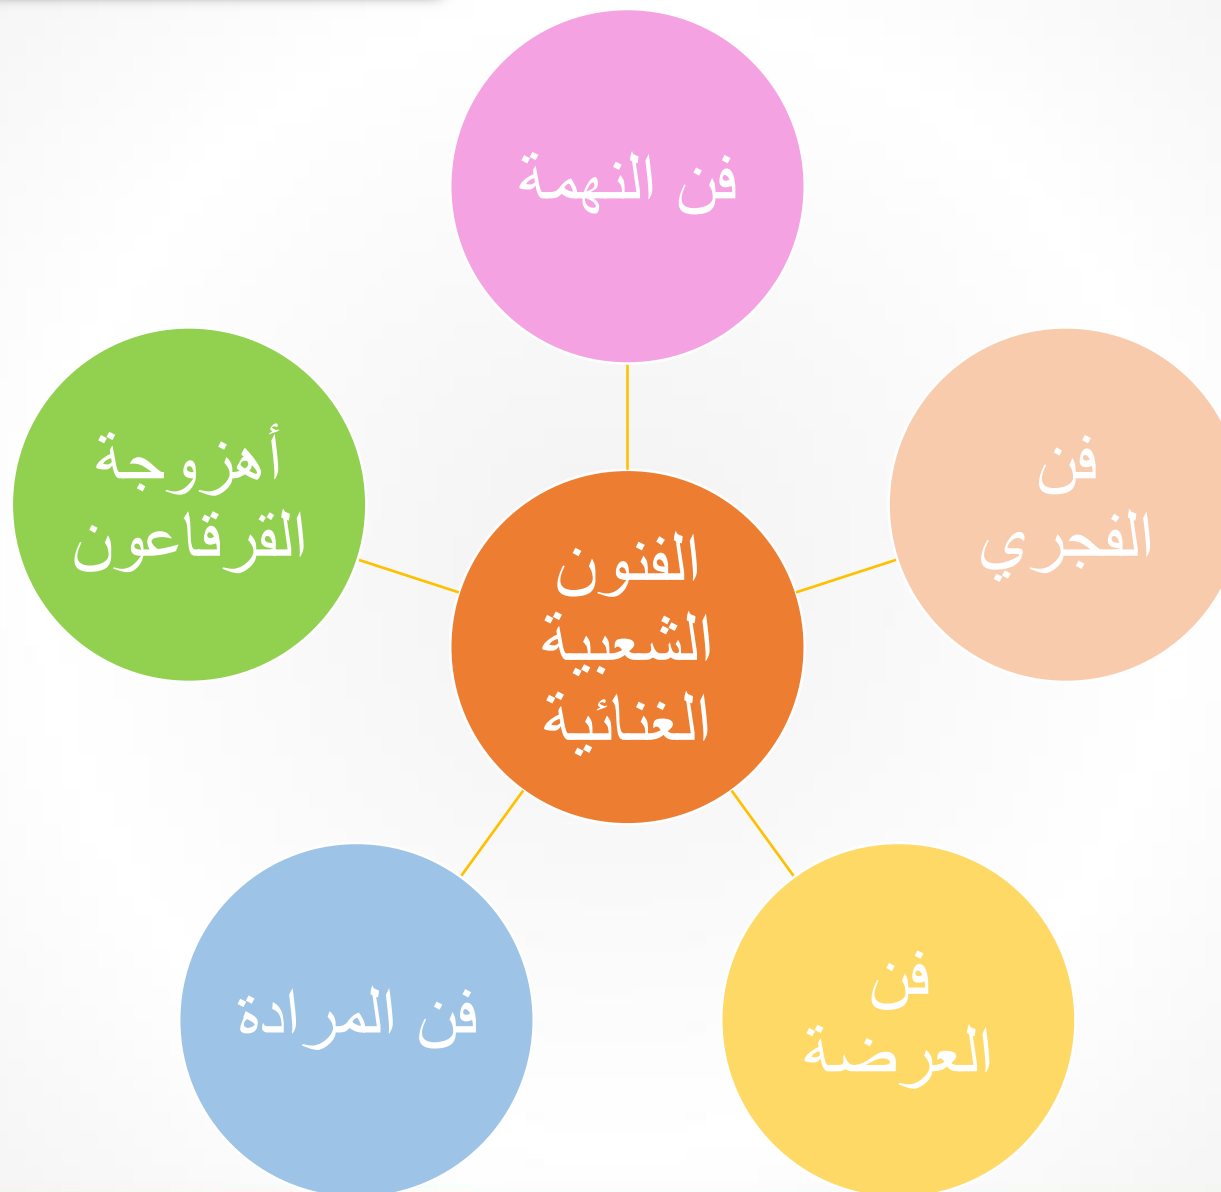 فن النهمة
أهزوجة
القرقاعون
فن
الفجري
الفنون
الشعبية
الغنائية
فن المرادة
فن
العرضة